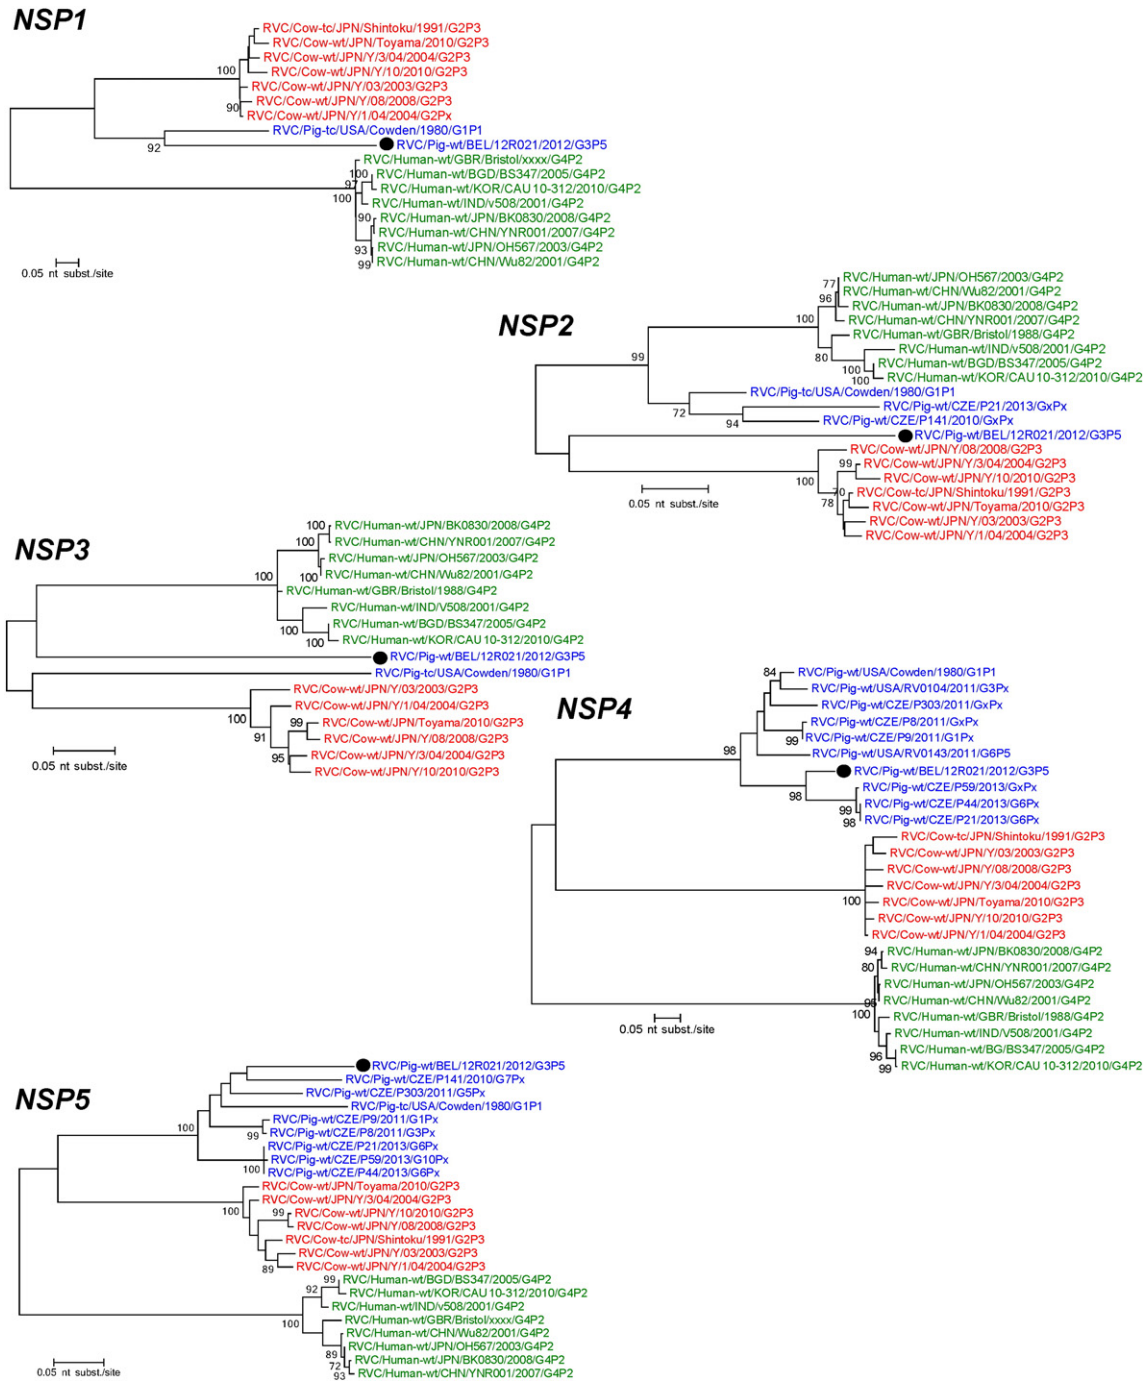 NSP1
RVC/Cow-tc/JPN/Shintoku/1991/G2P3
RVC/Cow-wt/JPN/Toyama/2010/G2P3
RVC/Cow-wt/JPN/Y/3/04/2004/G2P3
100
RVC/Cow-wt/JPN/Y/10/2010/G2P3
RVC/Cow-wt/JPN/Y/03/2003/G2P3
RVC/Cow-wt/JPN/Y/08/2008/G2P3
90
RVC/Cow-wt/JPN/Y/1/04/2004/G2Px
RVC/Pig-tc/USA/Cowden/1980/G1P1
92
RVC/Pig-wt/BEL/12R021/2012/G3P5
RVC/Human-wt/GBR/Bristol/xxxx/G4P2
100
RVC/Human-wt/BGD/BS347/2005/G4P2
97
RVC/Human-wt/KOR/CAU 10-312/2010/G4P2
100
RVC/Human-wt/IND/v508/2001/G4P2
90
RVC/Human-wt/JPN/BK0830/2008/G4P2
RVC/Human-wt/CHN/YNR001/2007/G4P2
93
RVC/Human-wt/JPN/OH567/2003/G4P2
99
RVC/Human-wt/CHN/Wu82/2001/G4P2
0.05 nt subst./site
NSP2
RVC/Human-wt/JPN/OH567/2003/G4P2
77
RVC/Human-wt/CHN/Wu82/2001/G4P2
96
RVC/Human-wt/JPN/BK0830/2008/G4P2
100
RVC/Human-wt/CHN/YNR001/2007/G4P2
RVC/Human-wt/GBR/Bristol/1988/G4P2
80
RVC/Human-wt/IND/v508/2001/G4P2
99
100
RVC/Human-wt/BGD/BS347/2005/G4P2
100
RVC/Human-wt/KOR/CAU 10-312/2010/G4P2
RVC/Pig-tc/USA/Cowden/1980/G1P1
72
RVC/Pig-wt/CZE/P21/2013/GxPx
94
RVC/Pig-wt/CZE/P141/2010/GxPx
RVC/Pig-wt/BEL/12R021/2012/G3P5
RVC/Cow-wt/JPN/Y/08/2008/G2P3
99
RVC/Cow-wt/JPN/Y/3/04/2004/G2P3
100
RVC/Cow-wt/JPN/Y/10/2010/G2P3
70
RVC/Cow-tc/JPN/Shintoku/1991/G2P3
78
RVC/Cow-wt/JPN/Toyama/2010/G2P3
RVC/Cow-wt/JPN/Y/03/2003/G2P3
RVC/Cow-wt/JPN/Y/1/04/2004/G2P3
0.05 nt subst./site
NSP3
100
RVC/Human-wt/JPN/BK0830/2008/G4P2
100
RVC/Human-wt/CHN/YNR001/2007/G4P2
RVC/Human-wt/JPN/OH567/2003/G4P2
100
100
RVC/Human-wt/CHN/Wu82/2001/G4P2
RVC/Human-wt/GBR/Bristol/1988/G4P2
RVC/Human-wt/IND/V508/2001/G4P2
100
RVC/Human-wt/BGD/BS347/2005/G4P2
100
RVC/Human-wt/KOR/CAU 10-312/2010/G4P2
RVC/Pig-wt/BEL/12R021/2012/G3P5
RVC/Pig-tc/USA/Cowden/1980/G1P1
RVC/Cow-wt/JPN/Y/03/2003/G2P3
RVC/Cow-wt/JPN/Y/1/04/2004/G2P3
100
99
RVC/Cow-wt/JPN/Toyama/2010/G2P3
91
RVC/Cow-wt/JPN/Y/08/2008/G2P3
95
RVC/Cow-wt/JPN/Y/3/04/2004/G2P3
RVC/Cow-wt/JPN/Y/10/2010/G2P3
0.05 nt subst./site
NSP4
84
RVC/Pig-wt/USA/Cowden/1980/G1P1
RVC/Pig-wt/USA/RV0104/2011/G3Px
RVC/Pig-wt/CZE/P303/2011/GxPx
RVC/Pig-wt/CZE/P8/2011/GxPx
99
RVC/Pig-wt/CZE/P9/2011/G1Px
98
RVC/Pig-wt/USA/RV0143/2011/G6P5
RVC/Pig-wt/BEL/12R021/2012/G3P5
98
RVC/Pig-wt/CZE/P59/2013/GxPx
99
RVC/Pig-wt/CZE/P44/2013/G6Px
98
RVC/Pig-wt/CZE/P21/2013/G6Px
RVC/Cow-tc/JPN/Shintoku/1991/G2P3
RVC/Cow-wt/JPN/Y/03/2003/G2P3
RVC/Cow-wt/JPN/Y/08/2008/G2P3
RVC/Cow-wt/JPN/Y/3/04/2004/G2P3
100
RVC/Cow-wt/JPN/Toyama/2010/G2P3
RVC/Cow-wt/JPN/Y/10/2010/G2P3
RVC/Cow-wt/JPN/Y/1/04/2004/G2P3
94
RVC/Human-wt/JPN/BK0830/2008/G4P2
80
RVC/Human-wt/CHN/YNR001/2007/G4P2
RVC/Human-wt/JPN/OH567/2003/G4P2
RVC/Human-wt/CHN/Wu82/2001/G4P2
100
RVC/Human-wt/GBR/Bristol/1988/G4P2
RVC/Human-wt/IND/V508/2001/G4P2
96
RVC/Human-wt/BG/BS347/2005/G4P2
99
RVC/Human-wt/KOR/CAU 10-312/2010/G4P2
0.05 nt subst./site
NSP5
RVC/Pig-wt/BEL/12R021/2012/G3P5
RVC/Pig-wt/CZE/P141/2010/G7Px
RVC/Pig-wt/CZE/P303/2011/G5Px
RVC/Pig-tc/USA/Cowden/1980/G1P1
RVC/Pig-wt/CZE/P9/2011/G1Px
100
99
RVC/Pig-wt/CZE/P8/2011/G3Px
RVC/Pig-wt/CZE/P21/2013/G6Px
RVC/Pig-wt/CZE/P59/2013/G10Px
100
RVC/Pig-wt/CZE/P44/2013/G6Px
RVC/Cow-wt/JPN/Toyama/2010/G2P3
RVC/Cow-wt/JPN/Y/3/04/2004/G2P3
100
99
RVC/Cow-wt/JPN/Y/10/2010/G2P3
RVC/Cow-wt/JPN/Y/08/2008/G2P3
RVC/Cow-tc/JPN/Shintoku/1991/G2P3
RVC/Cow-wt/JPN/Y/03/2003/G2P3
89
RVC/Cow-wt/JPN/Y/1/04/2004/G2P3
99
RVC/Human-wt/BGD/BS347/2005/G4P2
92
RVC/Human-wt/KOR/CAU 10-312/2010/G4P2
RVC/Human-wt/IND/v508/2001/G4P2
100
RVC/Human-wt/GBR/Bristol/xxxx/G4P2
RVC/Human-wt/CHN/Wu82/2001/G4P2
89
RVC/Human-wt/JPN/OH567/2003/G4P2
72
RVC/Human-wt/JPN/BK0830/2008/G4P2
93
RVC/Human-wt/CHN/YNR001/2007/G4P2
0.05 nt subst./site